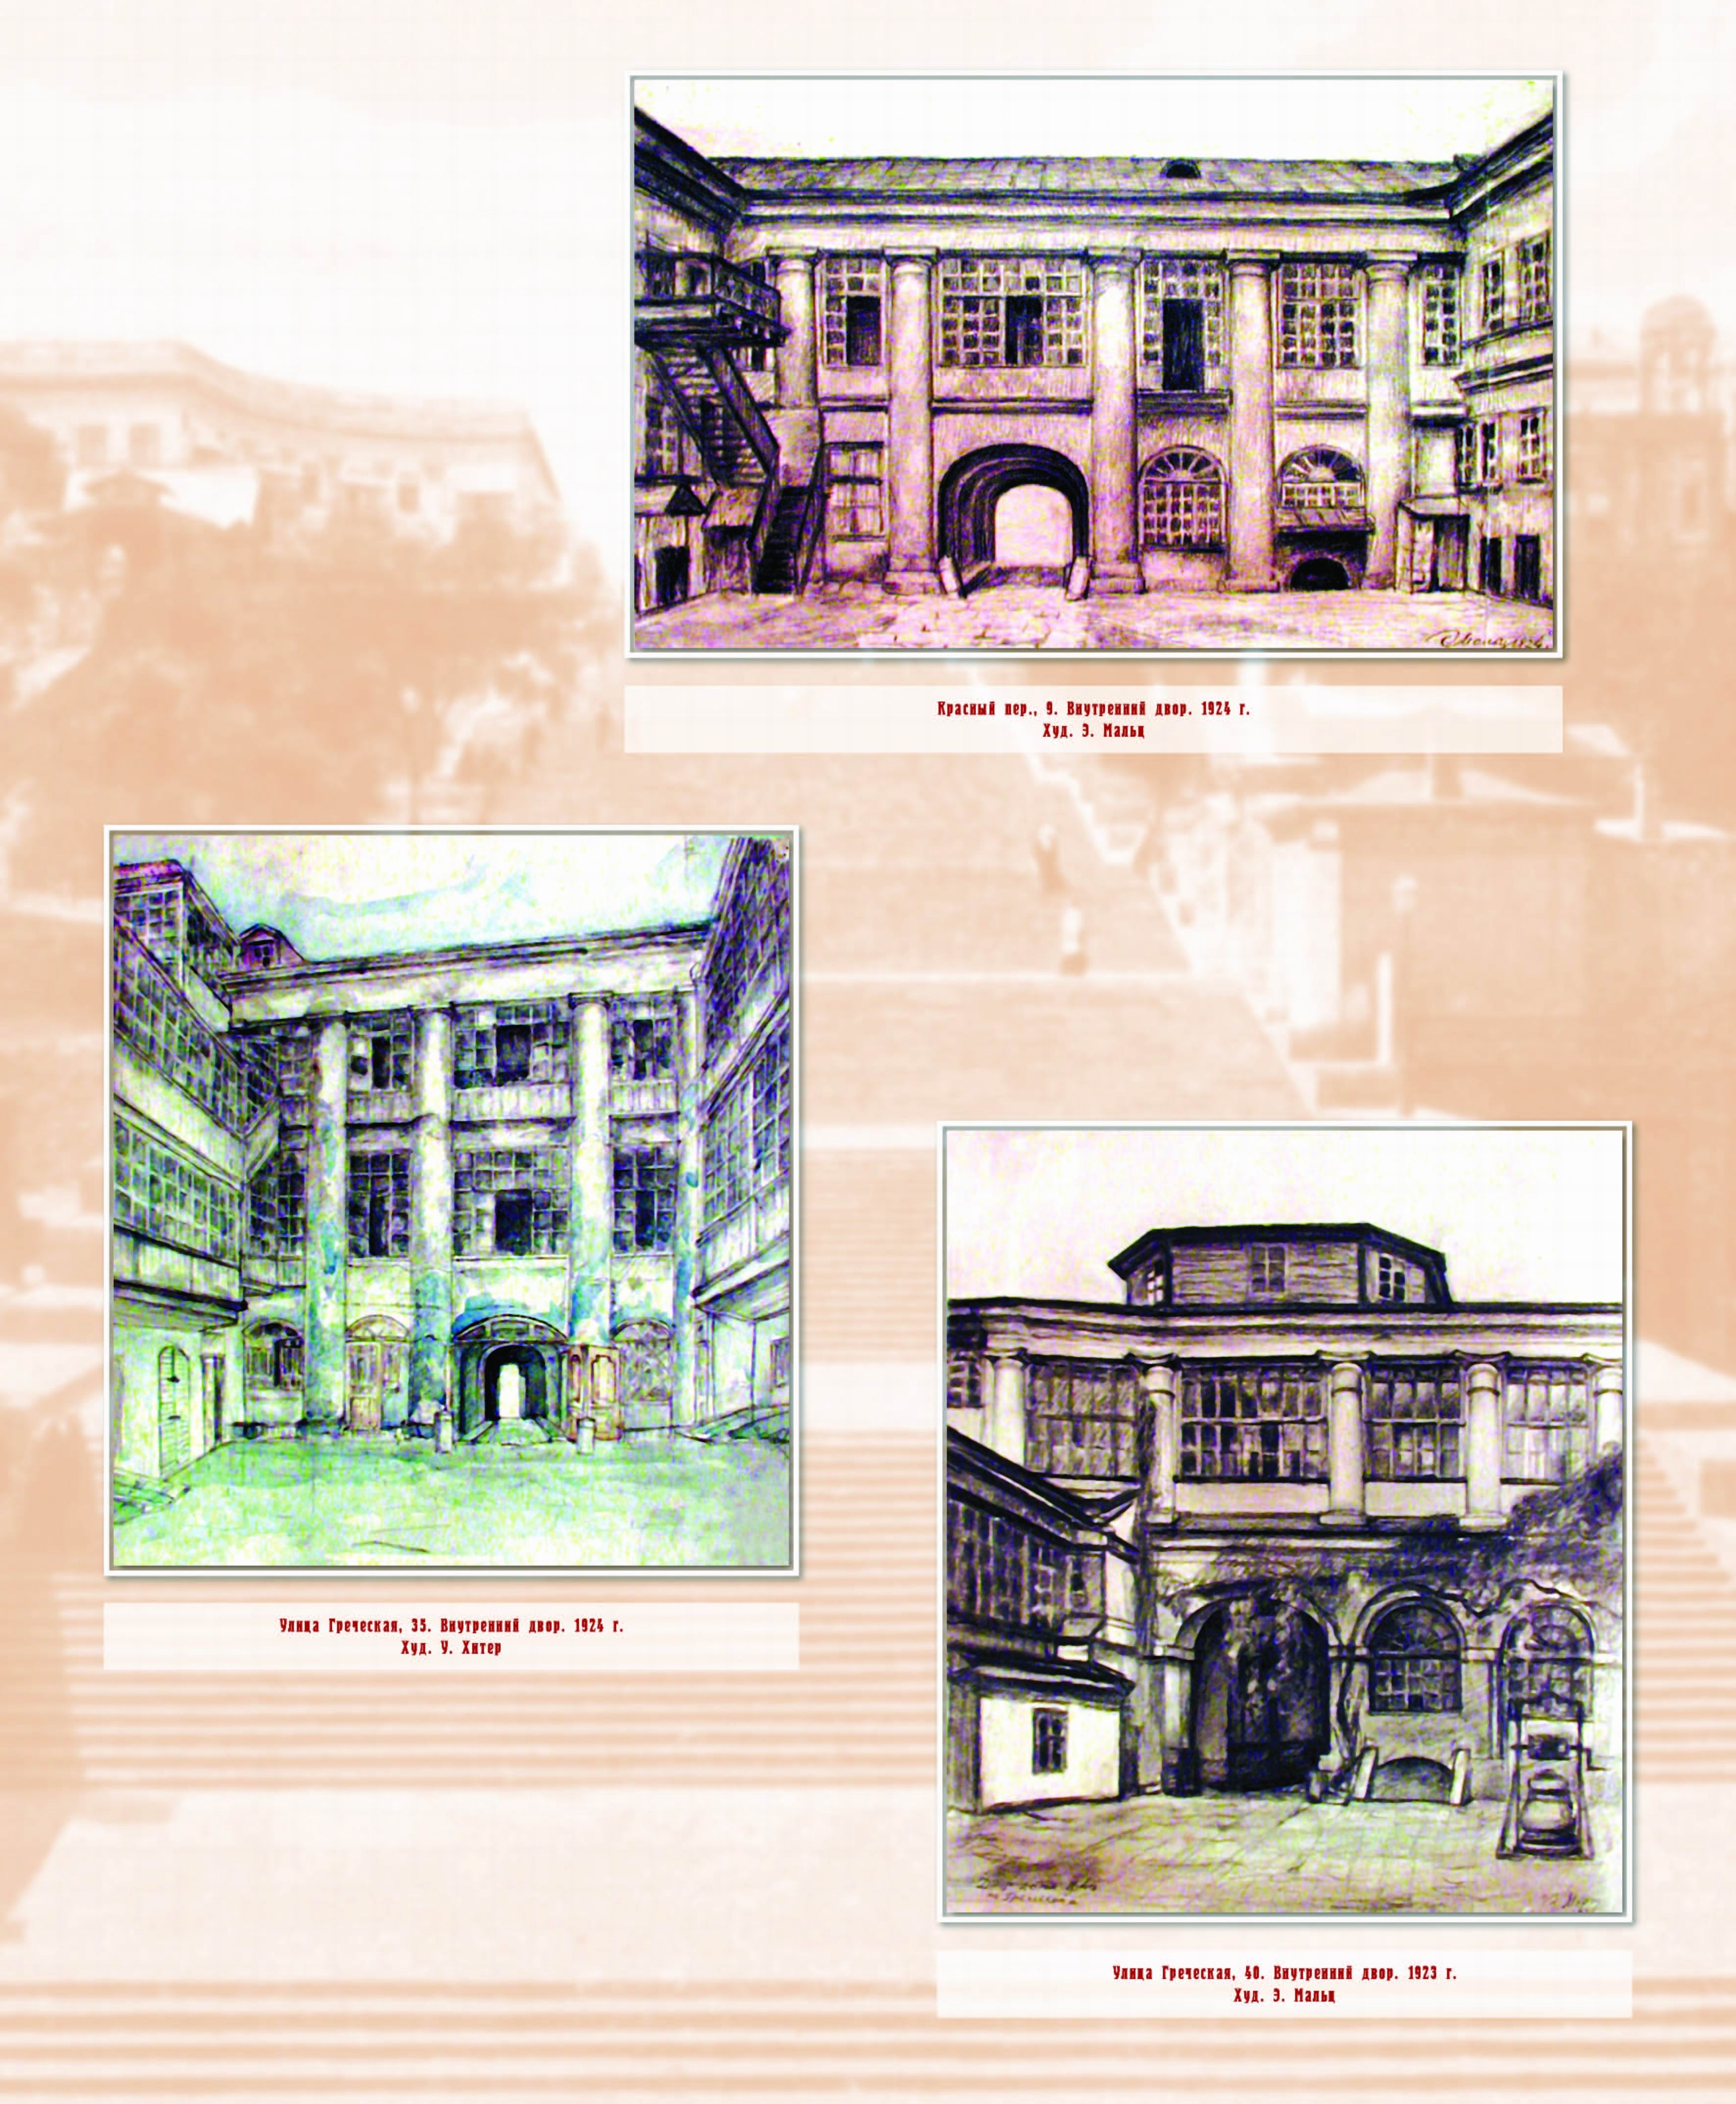 Красный пер., 9. Внутренний двор. 1924 г.
Худ. Э. Мальц
Улица Греческая, 35. Внутренний двор. 1924 г.
Худ. У. Хитер
Улица Греческая, 40. Внутренний двор. 1923 г.
Худ. Э. Мальц